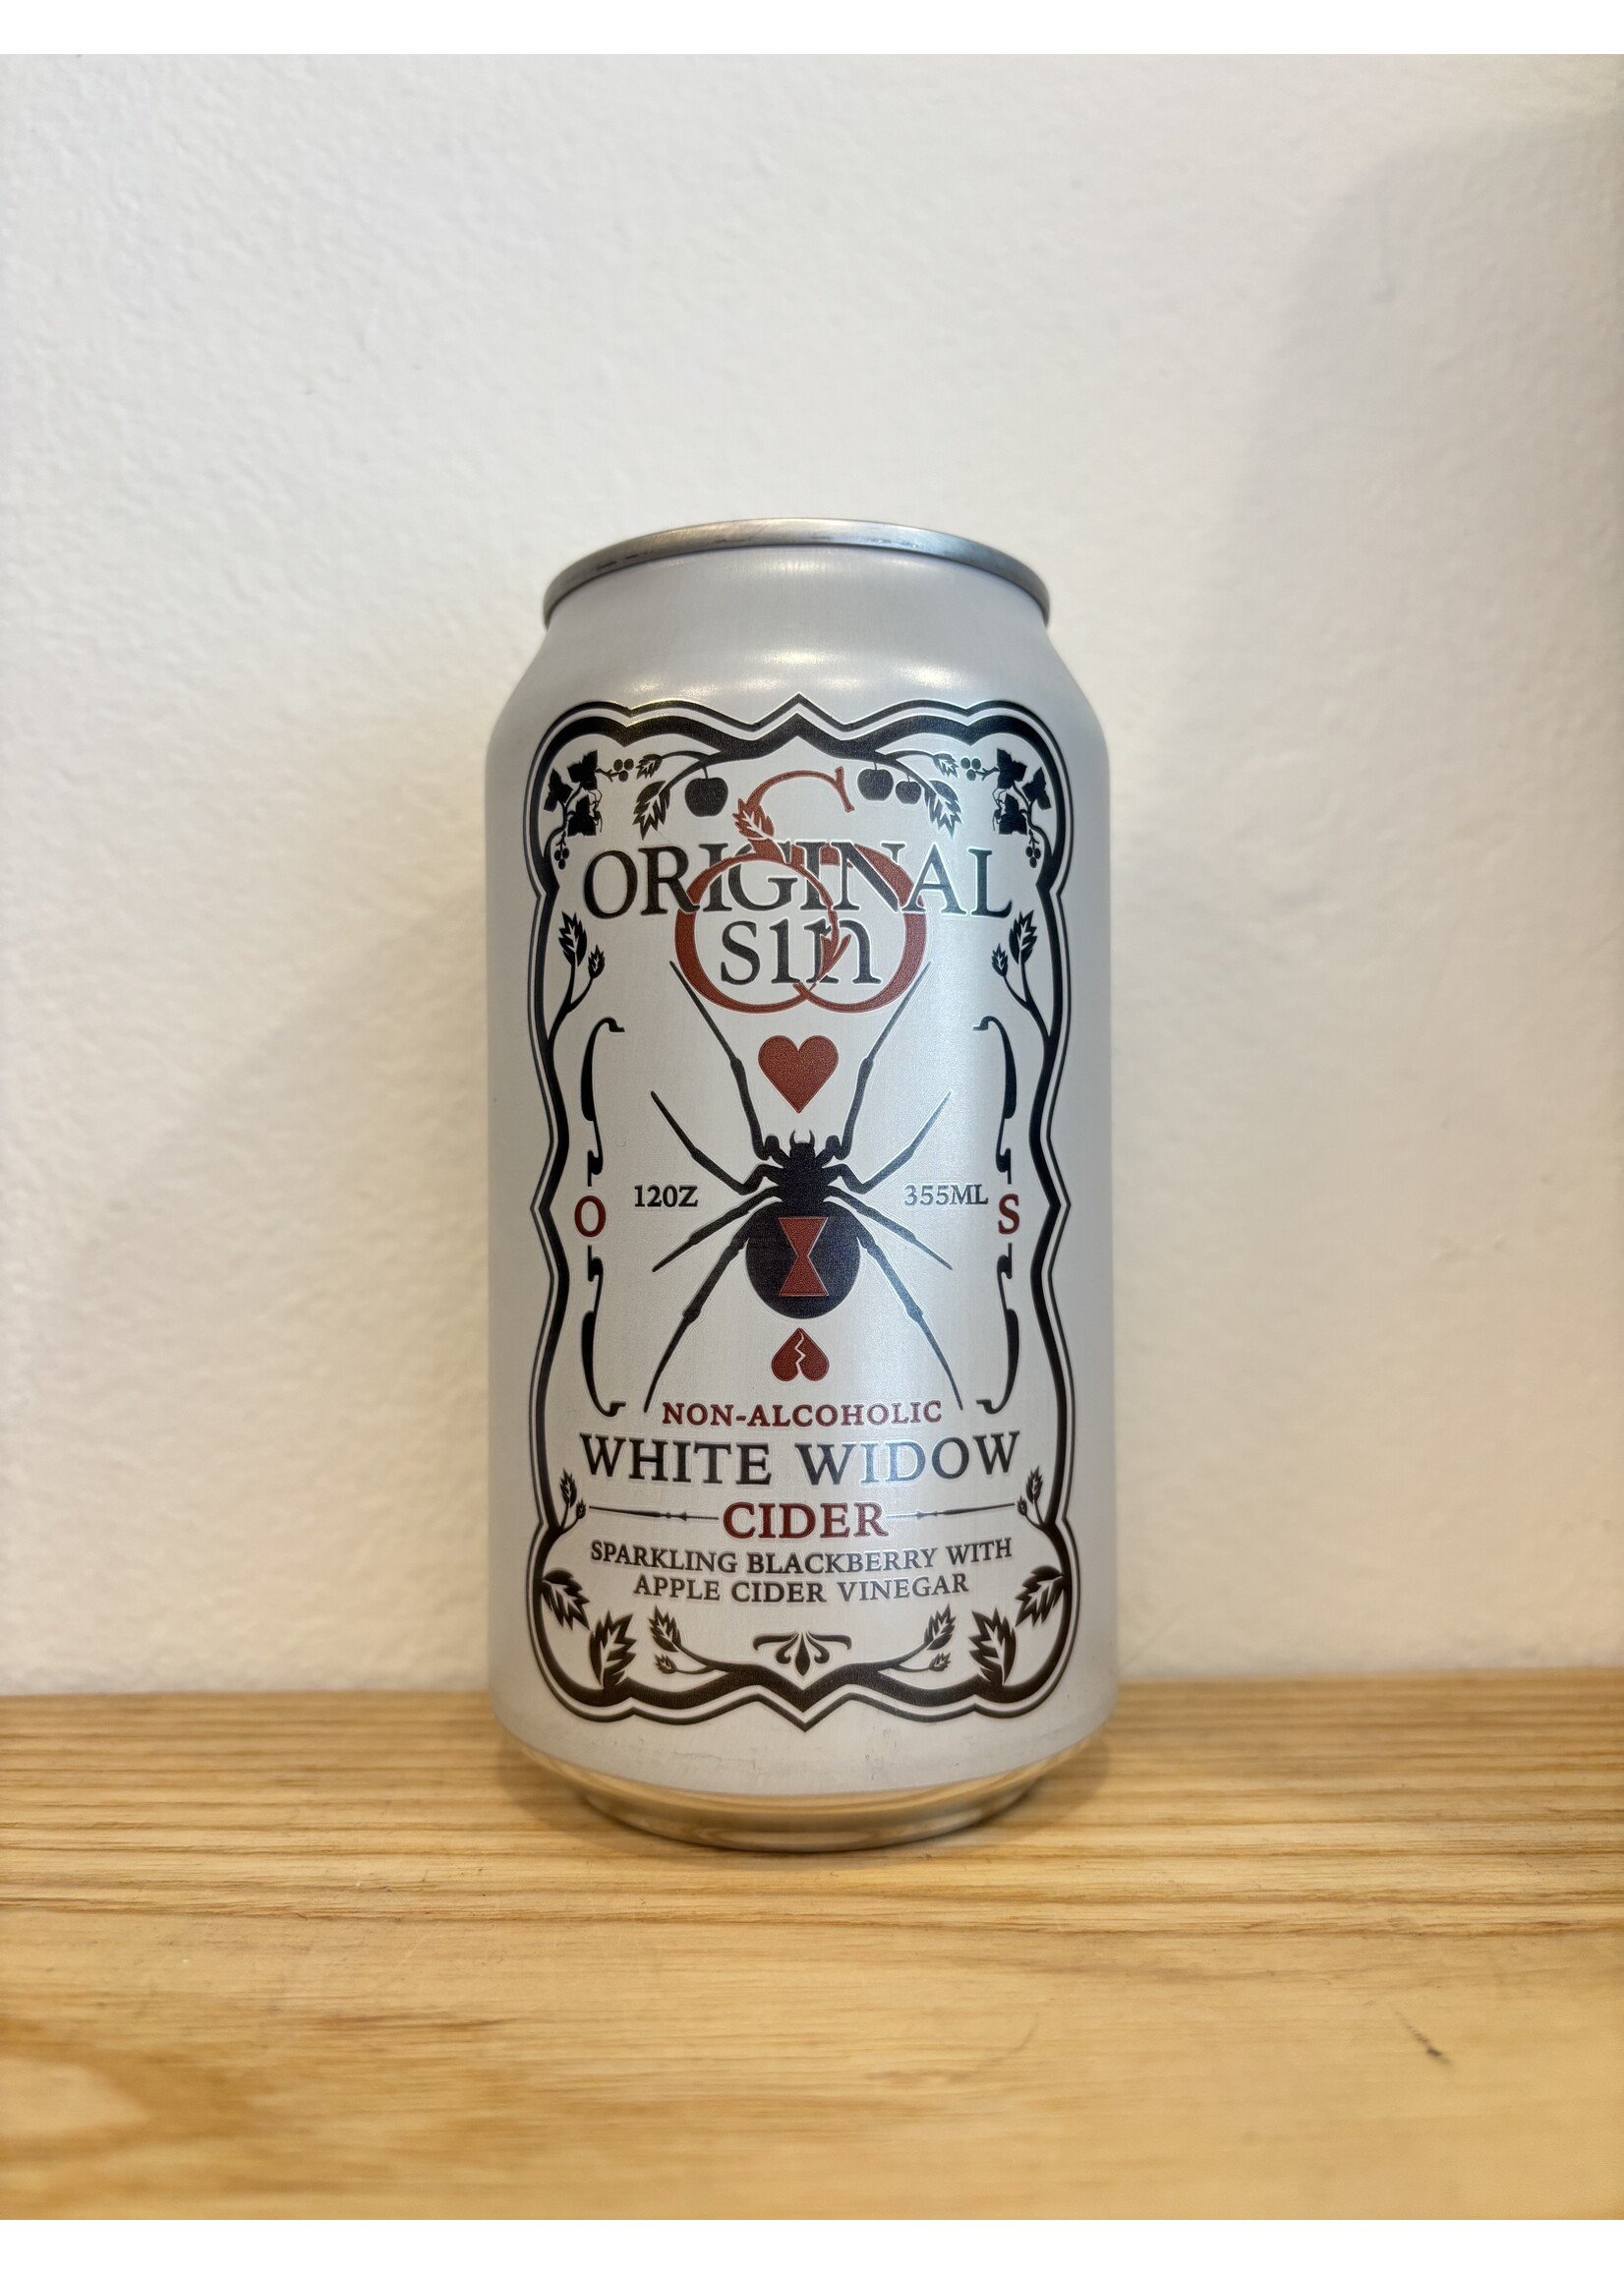 ORIGINAL
sin
12OZ
355ML
O
S
NON-ALCOHOLIC
WHITE WIDOW
CIDER
SPARKLING BLACKBERRY WITH
APPLE CIDER VINEGAR